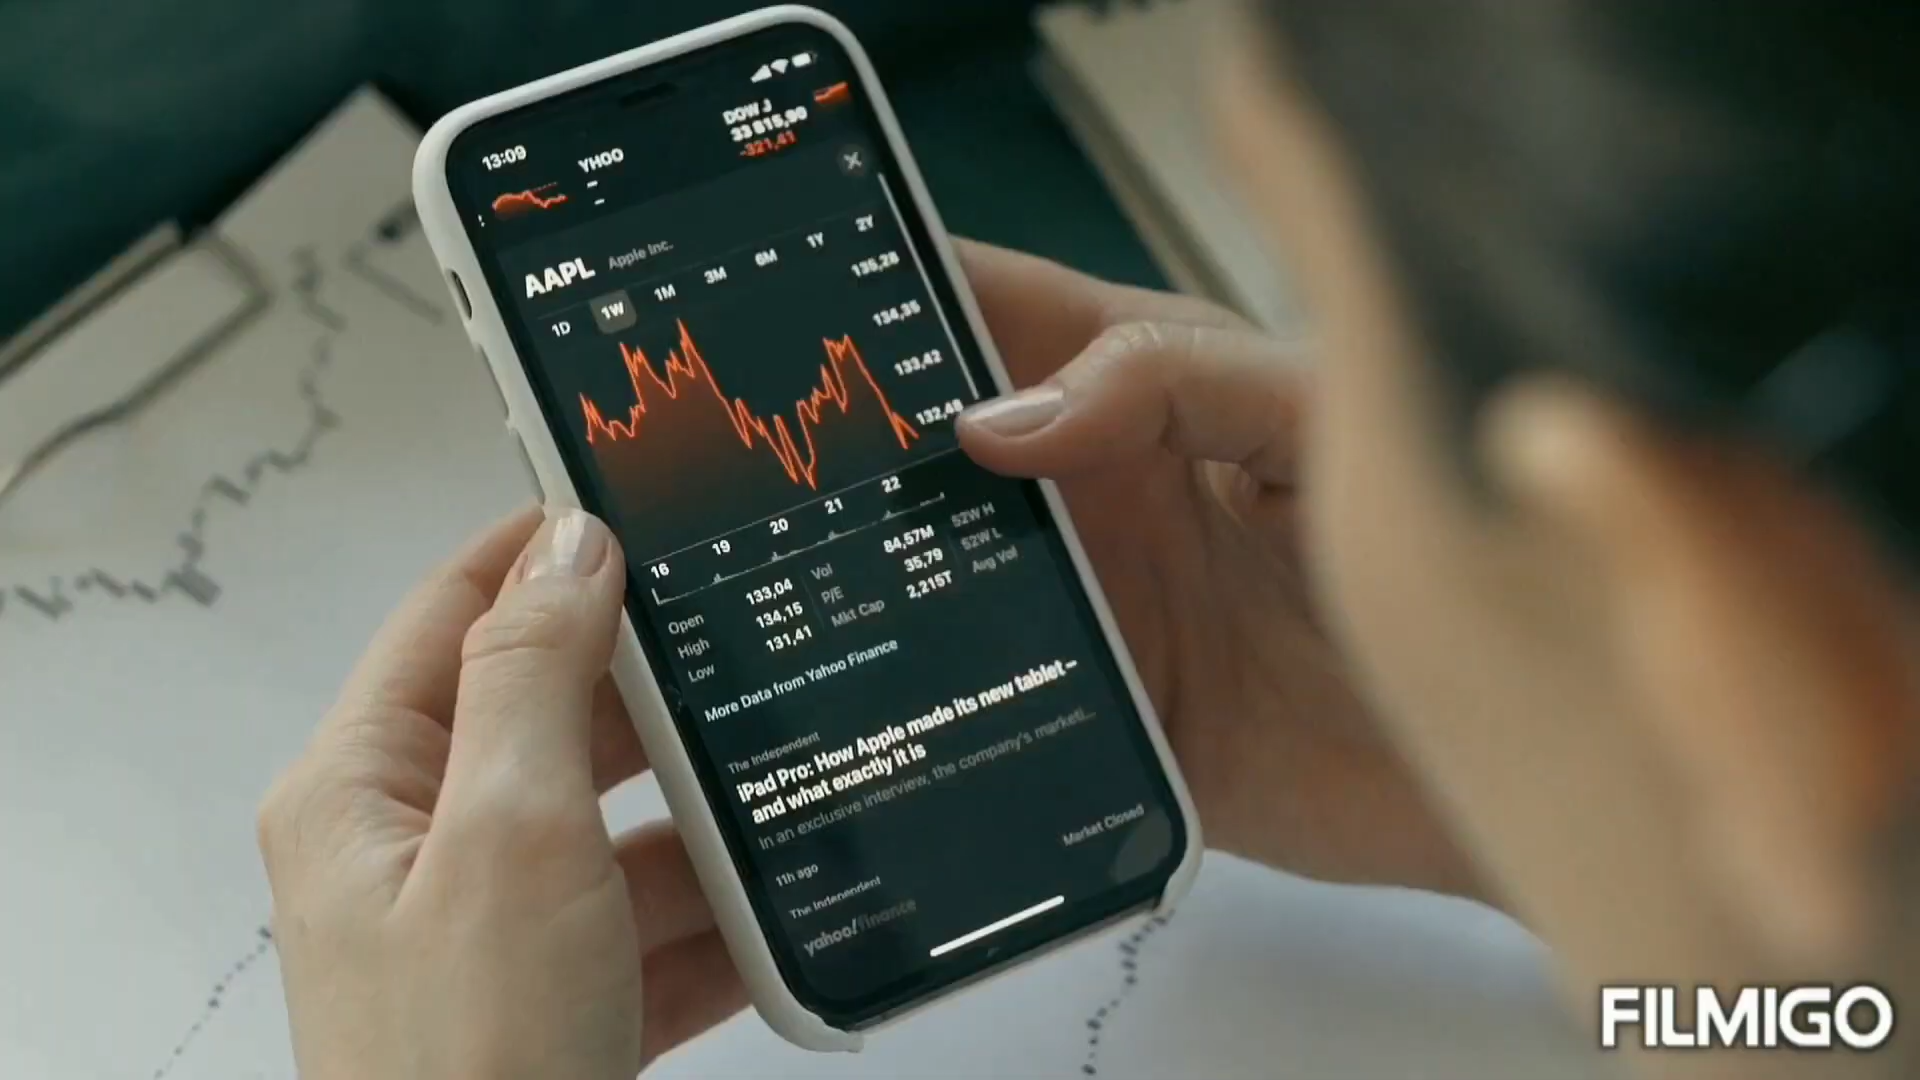 13:09
YHOO
DOW J
33 815,90
-321,41
AAPL Apple Inc.
1D 1W 1M 3M 6M 1Y 2Y
135,28
134,35
133,42
132,48
16 19 20 21 22
Open 133,04
High 134,15
Low 131,41
Vol 84,57M
P/E 35,79
Mkt Cap 2,215T
52W H
52W L
Avg Vol
More Data from Yahoo Finance
The Independent
iPad Pro: How Apple made its new tablet –
and what exactly it is
In an exclusive interview, the company's marketi...
11h ago
The Independent
yahoo/finance
Market Closed
FILMIGO